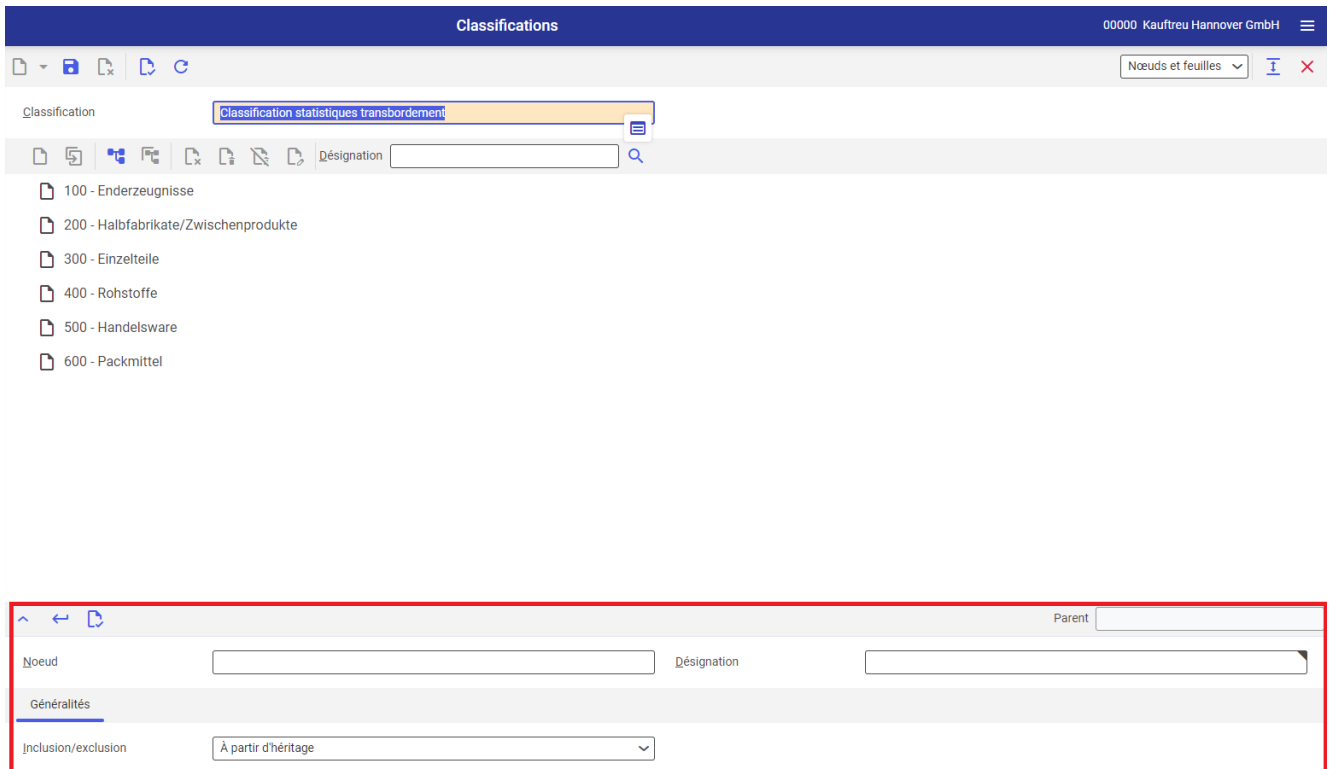 Classifications
00000 Kauftreu Hannover GmbH
Nœuds et feuilles
Classification
Classification statistiques transbordement
Désignation
100 - Enderzeugnisse
200 - Halbfabrikate/Zwischenprodukte
300 - Einzelteile
400 - Rohstoffe
500 - Handelsware
600 - Packmittel
Parent
Noeud
Désignation
Généralités
Inclusion/exclusion
À partir d'héritage